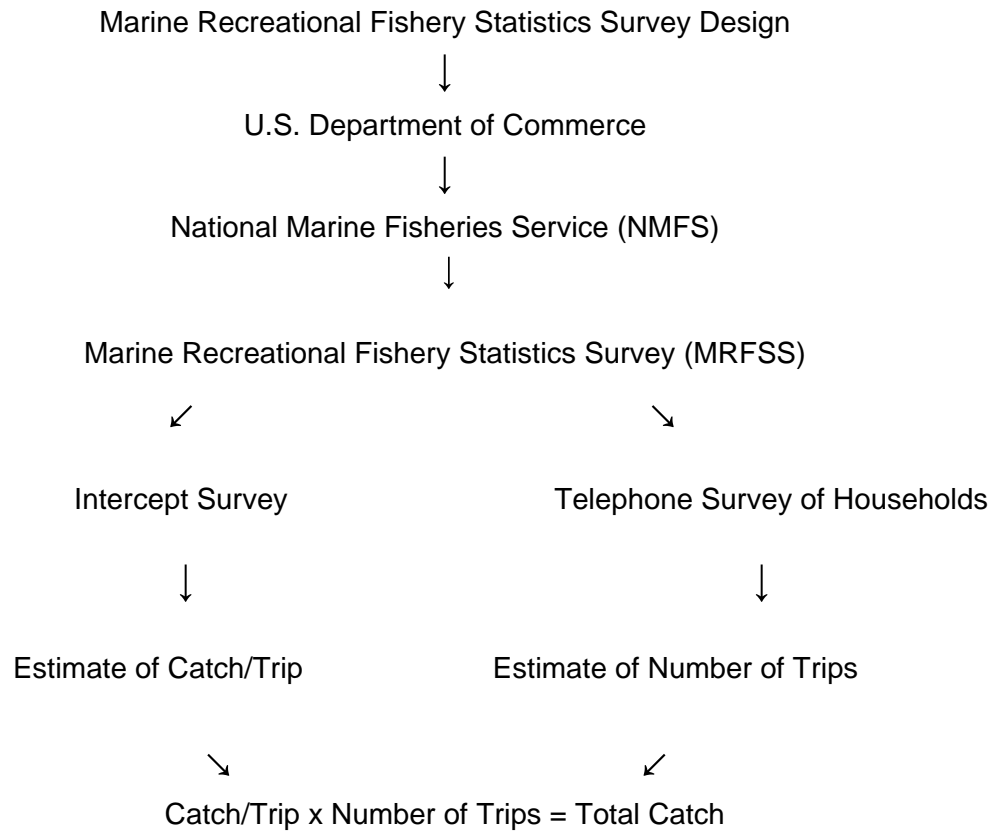 Marine Recreational Fishery Statistics Survey Design
↓
U.S. Department of Commerce
↓
National Marine Fisheries Service (NMFS)
↓
Marine Recreational Fishery Statistics Survey (MRFSS)
↙ ↘
Intercept Survey Telephone Survey of Households
↓ ↓
Estimate of Catch/Trip Estimate of Number of Trips
↘ ↙
Catch/Trip x Number of Trips = Total Catch